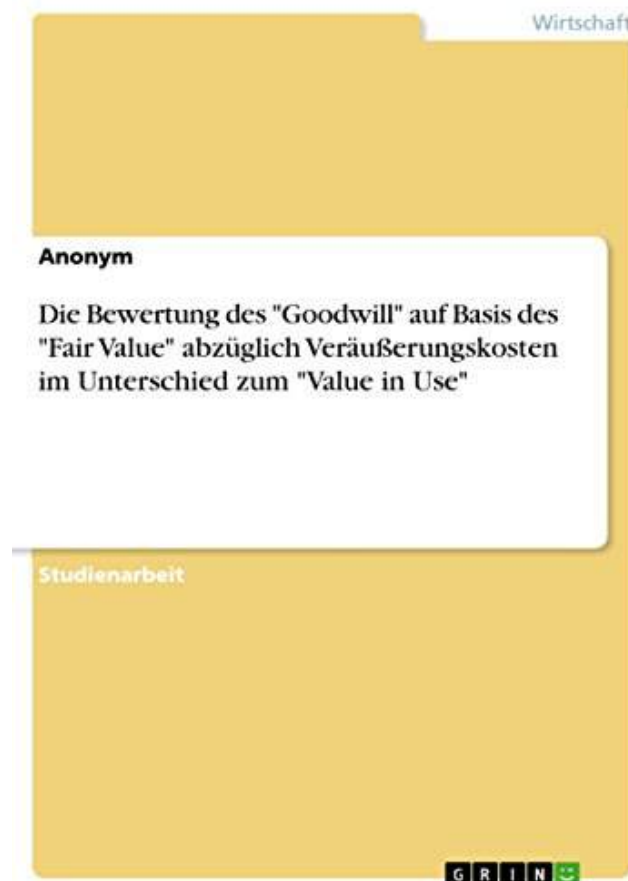 Wirtschaft
Anonym
Die Bewertung des "Goodwill" auf Basis des
"Fair Value" abzüglich Veräußerungskosten
im Unterschied zum "Value in Use"
Studienarbeit
GRIN